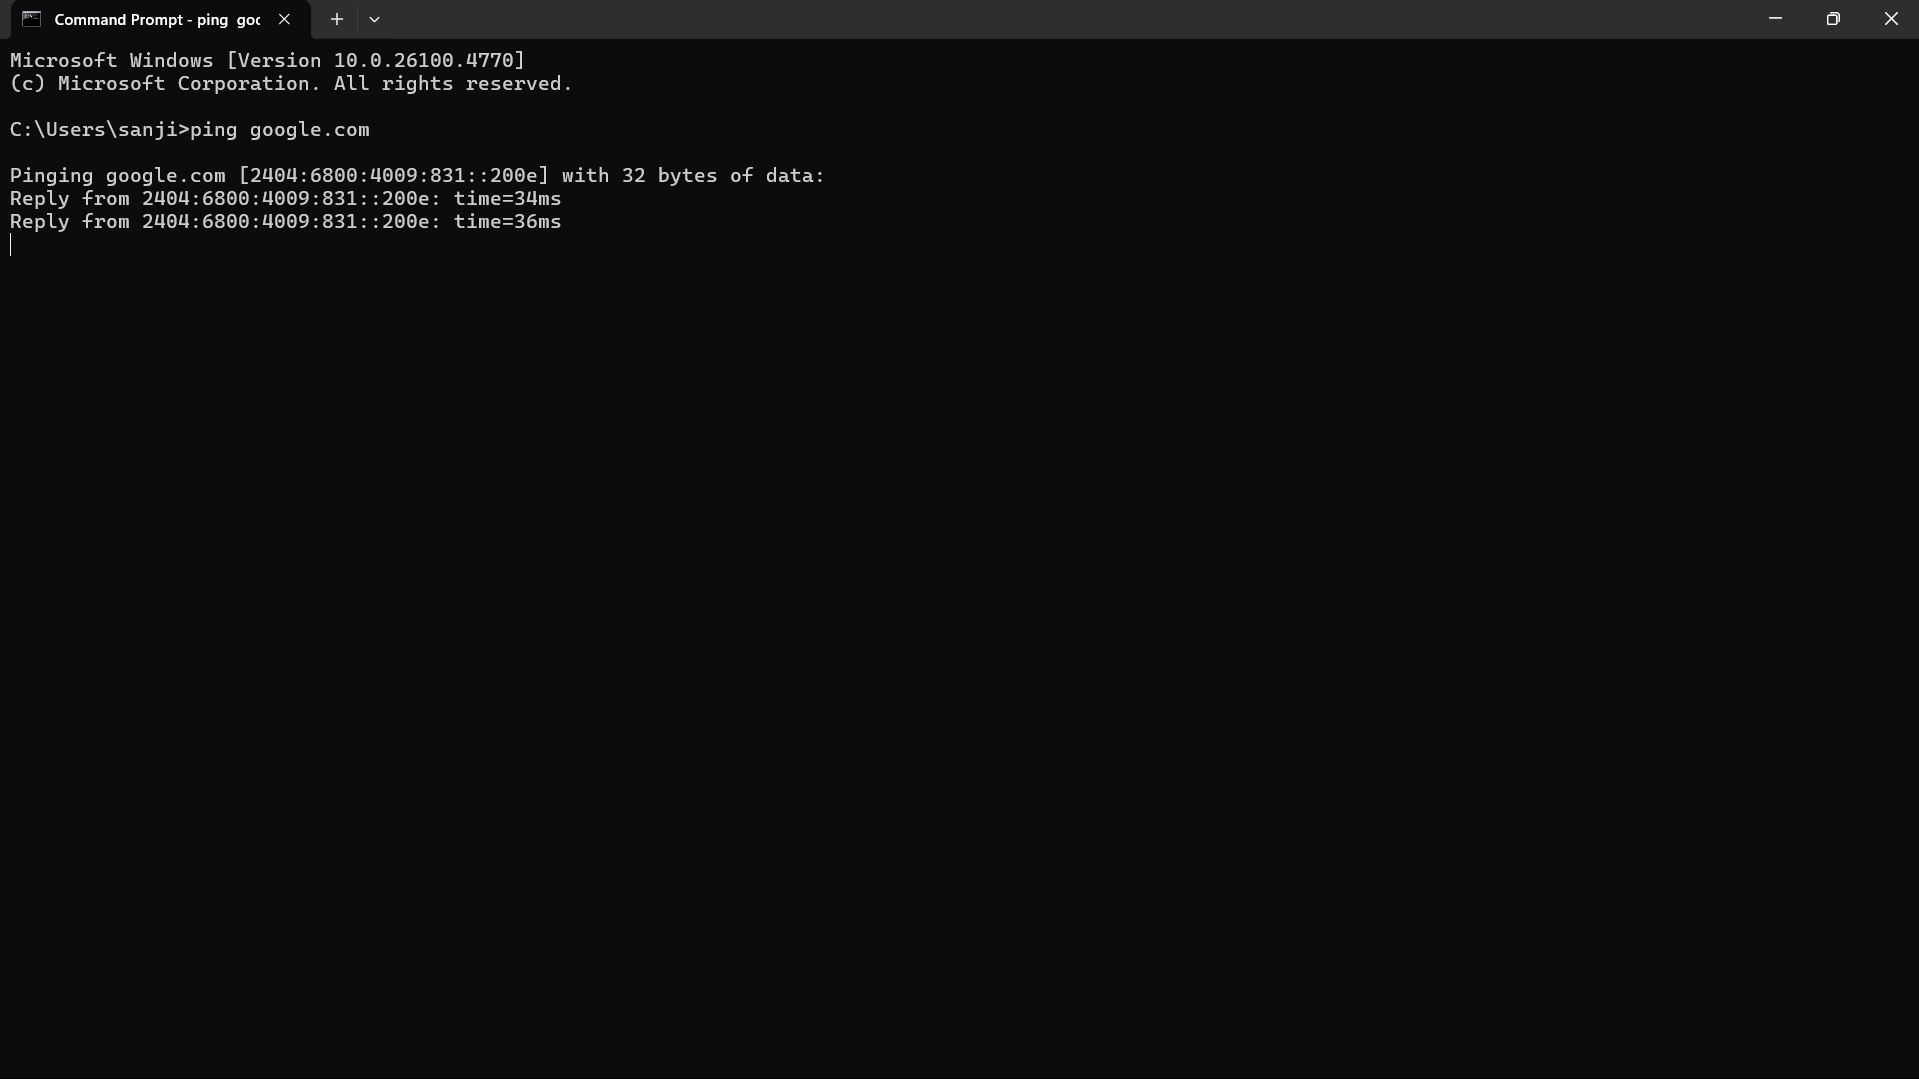 Command Prompt - ping goo
Microsoft Windows [Version 10.0.26100.4770]
(c) Microsoft Corporation. All rights reserved.
C:\Users\sanji>ping google.com
Pinging google.com [2404:6800:4009:831::200e] with 32 bytes of data:
Reply from 2404:6800:4009:831::200e: time=34ms
Reply from 2404:6800:4009:831::200e: time=36ms